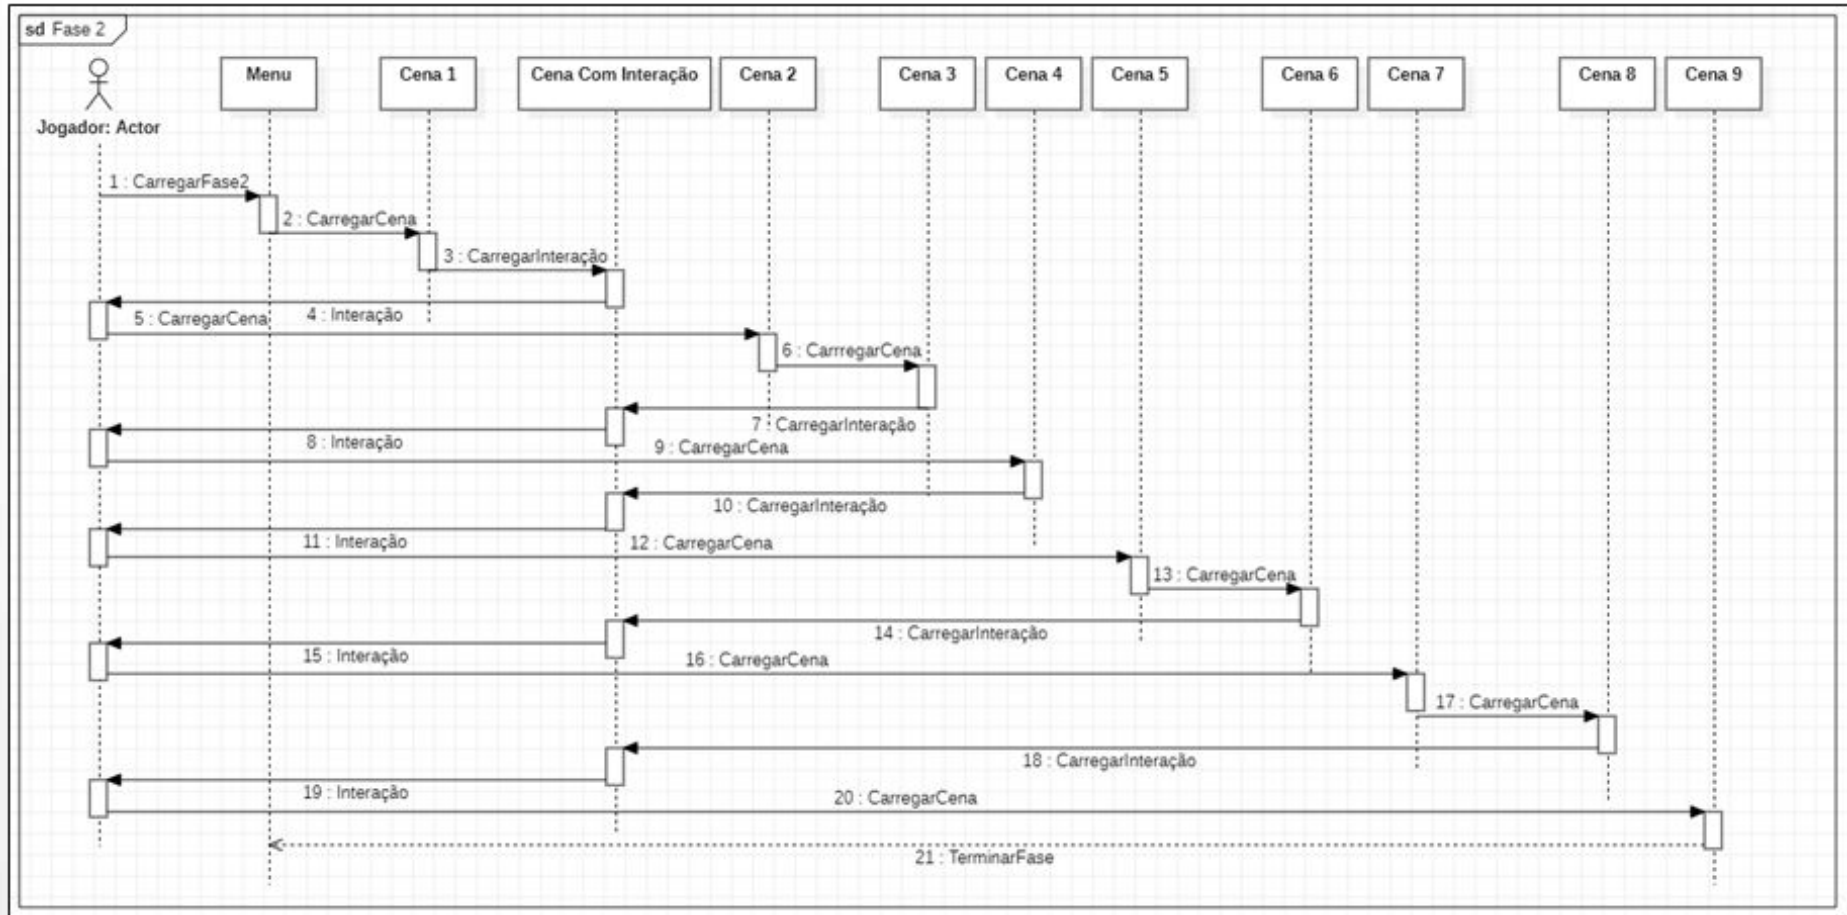 sd Fase 2
Menu
Cena 1
Cena Com Interação
Cena 2
Cena 3
Cena 4
Cena 5
Cena 6
Cena 7
Cena 8
Cena 9
Jogador: Actor
1 : CarregarFase2
2 : CarregarCena
3 : CarregarInteração
4 : Interação
5 : CarregarCena
6 : CarrregarCena
7 : CarregarInteração
8 : Interação
9 : CarregarCena
10 : CarregarInteração
11 : Interação
12 : CarregarCena
13 : CarregarCena
14 : CarregarInteração
15 : Interação
16 : CarregarCena
17 : CarregarCena
18 : CarregarInteração
19 : Interação
20 : CarregarCena
21 : TerminarFase